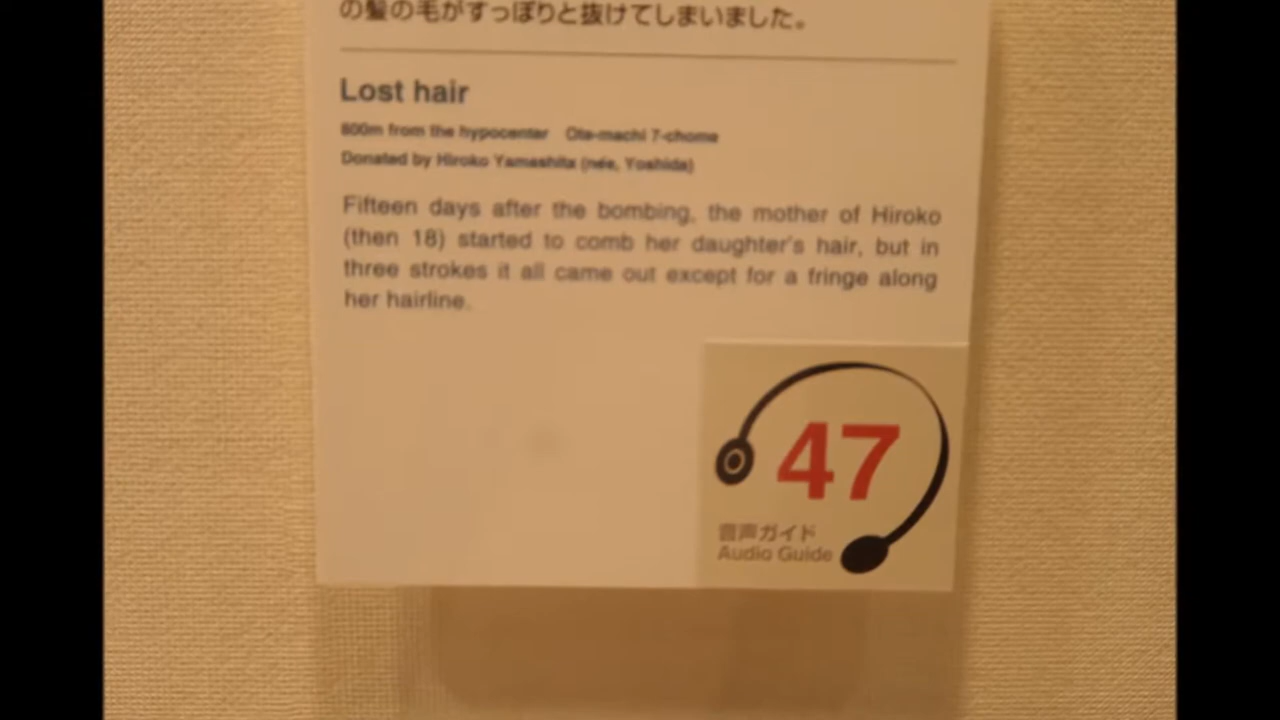 の髪の毛がすっぽりと抜けてしまいました。
Lost hair
800m from the hypocenter Ota-machi 7-chome
Donated by Hiroko Yamashita (née, Yoshida)
Fifteen days after the bombing, the mother of Hiroko
(then 18) started to comb her daughter's hair, but in
three strokes it all came out except for a fringe along
her hairline.
47
音声ガイド
Audio Guide